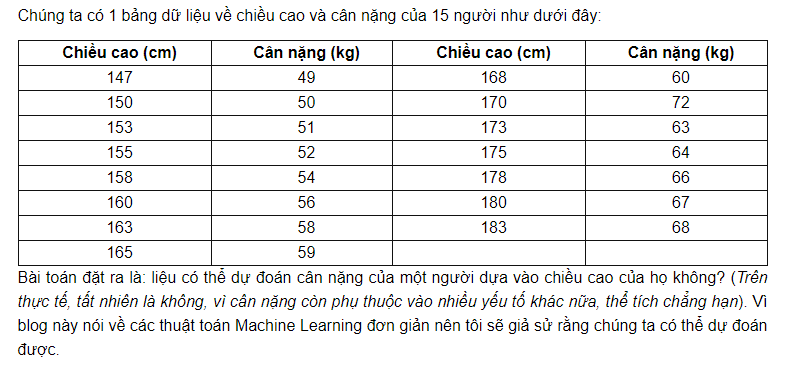 Chúng ta có 1 bảng dữ liệu về chiều cao và cân nặng của 15 người như dưới đây:
Chiều cao (cm) Cân nặng (kg) Chiều cao (cm) Cân nặng (kg)
147 49 168 60
150 50 170 72
153 51 173 63
155 52 175 64
158 54 178 66
160 56 180 67
163 58 183 68
165 59
Bài toán đặt ra là: liệu có thể dự đoán cân nặng của một người dựa vào chiều cao của họ không? (Trên
thực tế, tất nhiên là không, vì cân nặng còn phụ thuộc vào nhiều yếu tố khác nữa, thể tích chẳng hạn). Vì
blog này nói về các thuật toán Machine Learning đơn giản nên tôi sẽ giả sử rằng chúng ta có thể dự đoán
được.